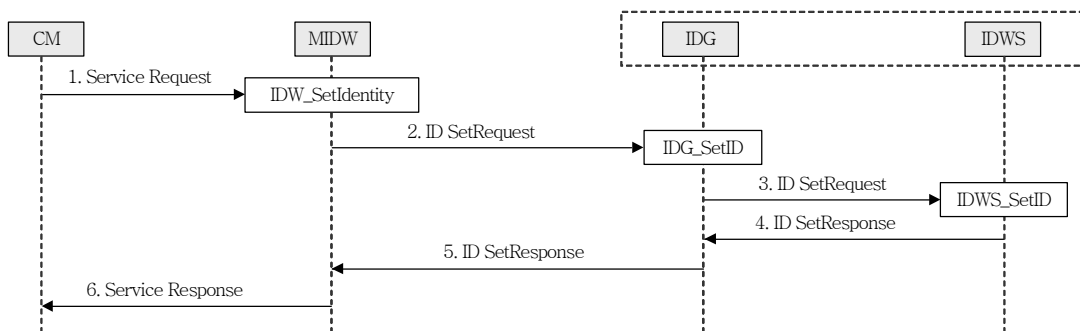 CM
MIDW
IDG
IDWS
1. Service Request
IDW_SetIdentity
2. ID SetRequest
IDG_SetID
3. ID SetRequest
IDWS_SetID
4. ID SetResponse
5. ID SetResponse
6. Service Response